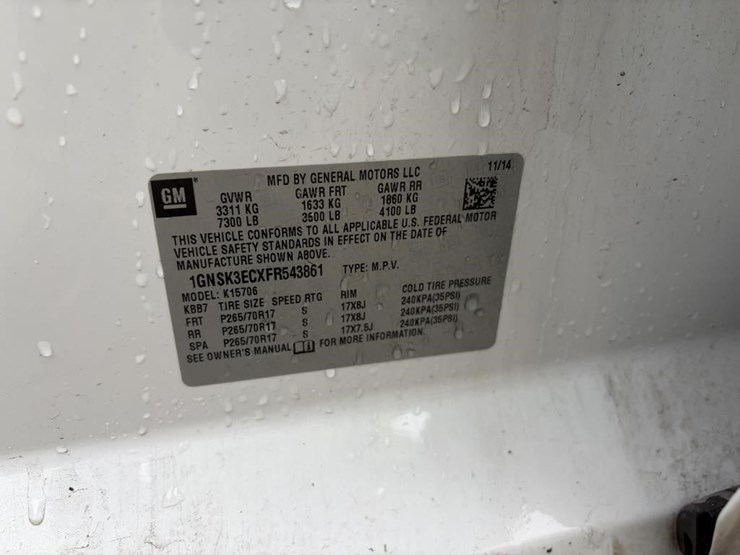 GM
MFD BY GENERAL MOTORS LLC 11/14
GVWR GAWR FRT GAWR RR
3311 KG 1633 KG 1860 KG
7300 LB 3500 LB 4100 LB
THIS VEHICLE CONFORMS TO ALL APPLICABLE U.S. FEDERAL MOTOR
VEHICLE SAFETY STANDARDS IN EFFECT ON THE DATE OF
MANUFACTURE SHOWN ABOVE.
1GNSK3ECXFR543861 TYPE: M.P.V.
MODEL: K15706
KBB7 TIRE SIZE SPEED RTG RIM COLD TIRE PRESSURE
FRT P265/70R17 S 17X8J 240KPA(35PSI)
RR P265/70R17 S 17X8J 240KPA(35PSI)
SPA P265/70R17 S 17X7.5J 240KPA(35PSI)
SEE OWNER'S MANUAL FOR MORE INFORMATION.